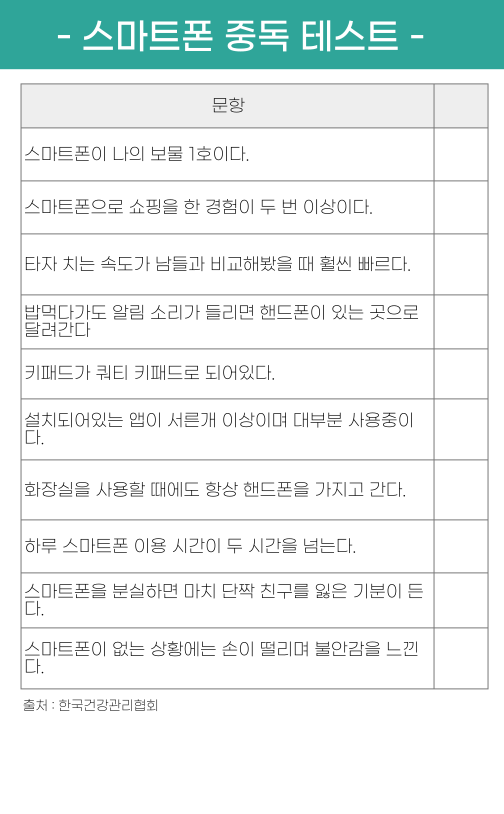 - 스마트폰 중독 테스트 -
문항
스마트폰이 나의 보물 1호이다.
스마트폰으로 쇼핑을 한 경험이 두 번 이상이다.
타자 치는 속도가 남들과 비교해봤을 때 훨씬 빠르다.
밥먹다가도 알림 소리가 들리면 핸드폰이 있는 곳으로
달려간다
키패드가 쿼티 키패드로 되어있다.
설치되어있는 앱이 서른개 이상이며 대부분 사용중이
다.
화장실을 사용할 때에도 항상 핸드폰을 가지고 간다.
하루 스마트폰 이용 시간이 두 시간을 넘는다.
스마트폰을 분실하면 마치 단짝 친구를 잃은 기분이 든
다.
스마트폰이 없는 상황에는 손이 떨리며 불안감을 느낀
다.
출처 : 한국건강관리협회